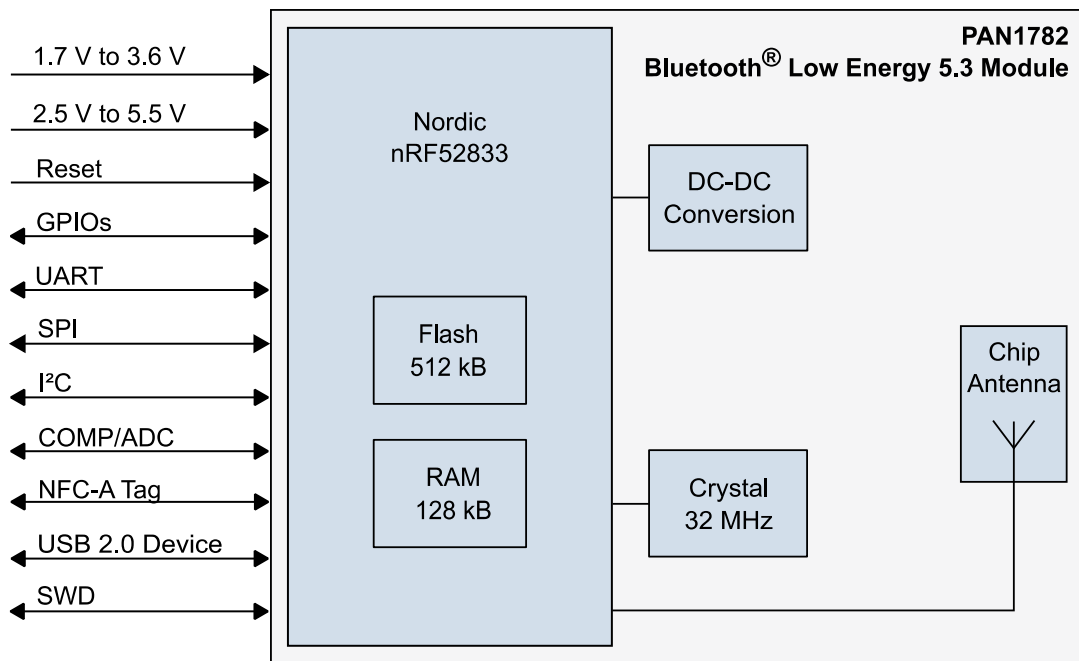 PAN1782
Bluetooth® Low Energy 5.3 Module
1.7 V to 3.6 V
2.5 V to 5.5 V
Reset
GPIOs
UART
SPI
I²C
COMP/ADC
NFC-A Tag
USB 2.0 Device
SWD
Nordic
nRF52833
Flash
512 kB
RAM
128 kB
DC-DC
Conversion
Crystal
32 MHz
Chip
Antenna